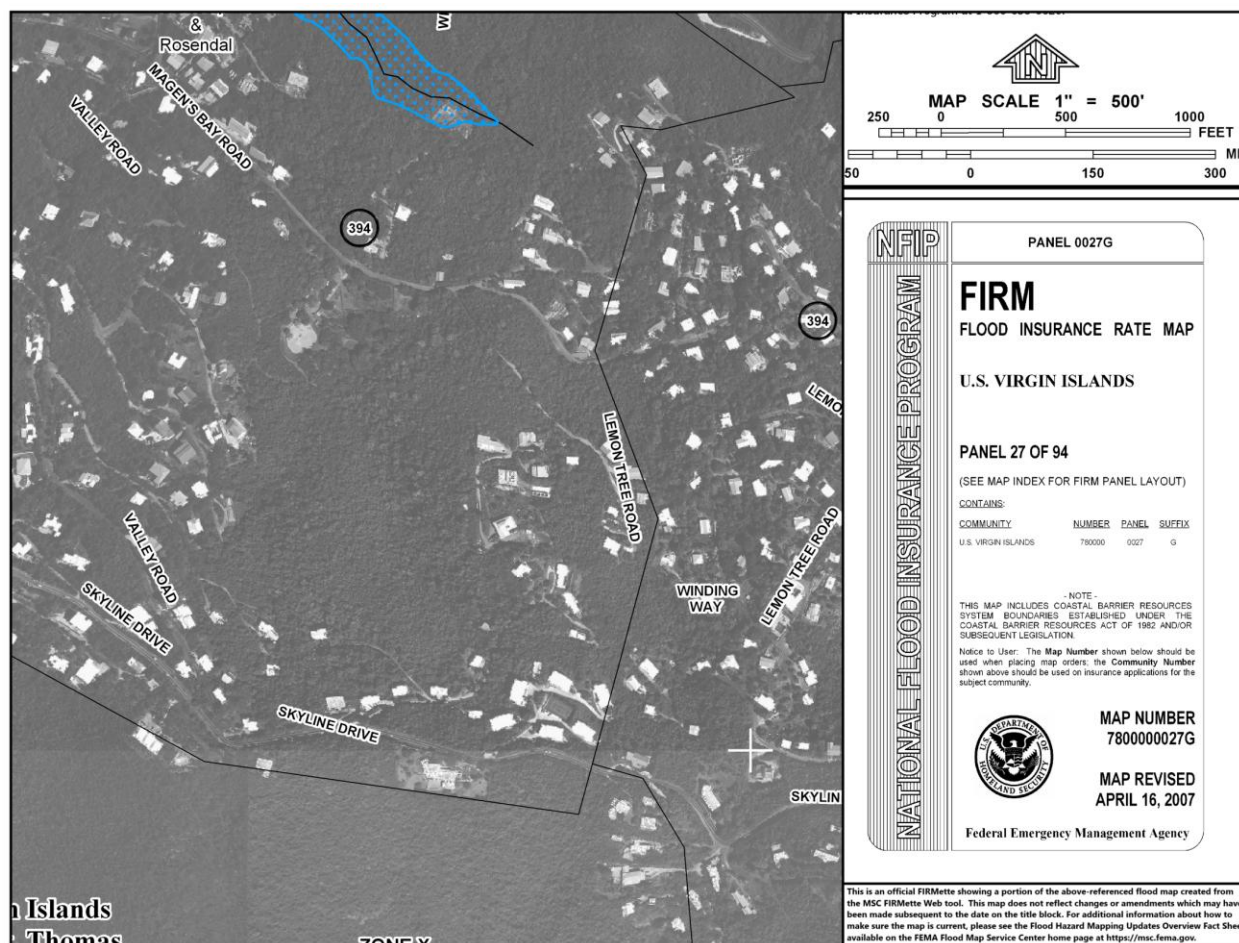 &
Rosendal
MAGEN'S BAY ROAD
VALLEY ROAD
394
394
LEMON TREE ROAD
VALLEY ROAD
LEMON TREE ROAD
WINDING
WAY
SKYLINE DRIVE
SKYLINE DRIVE
SKYLIN
n Islands
Thomas
ZONE X
N
MAP SCALE 1" = 500'
250 0 500 1000
FEET
50 0 150 300
NFIP
NATIONAL FLOOD INSURANCE PROGRAM
PANEL 0027G
FIRM
FLOOD INSURANCE RATE MAP
U.S. VIRGIN ISLANDS
PANEL 27 OF 94
(SEE MAP INDEX FOR FIRM PANEL LAYOUT)
CONTAINS:
COMMUNITY NUMBER PANEL SUFFIX
U.S. VIRGIN ISLANDS 780000 0027 G
- NOTE -
THIS MAP INCLUDES COASTAL BARRIER RESOURCES
SYSTEM BOUNDARIES ESTABLISHED UNDER THE
COASTAL BARRIER RESOURCES ACT OF 1982 AND/OR
SUBSEQUENT LEGISLATION.
Notice to User: The Map Number shown below should be
used when placing map orders; the Community Number
shown above should be used on insurance applications for the
subject community.
U.S. DEPARTMENT OF
HOMELAND SECURITY
MAP NUMBER
7800000027G
MAP REVISED
APRIL 16, 2007
Federal Emergency Management Agency
This is an official FIRMette showing a portion of the above-referenced flood map created from
the MSC FIRMette Web tool. This map does not reflect changes or amendments which may have
been made subsequent to the date on the title block. For additional information about how to
make sure the map is current, please see the Flood Hazard Mapping Updates Overview Fact Shee
available on the FEMA Flood Map Service Center home page at https://msc.fema.gov.